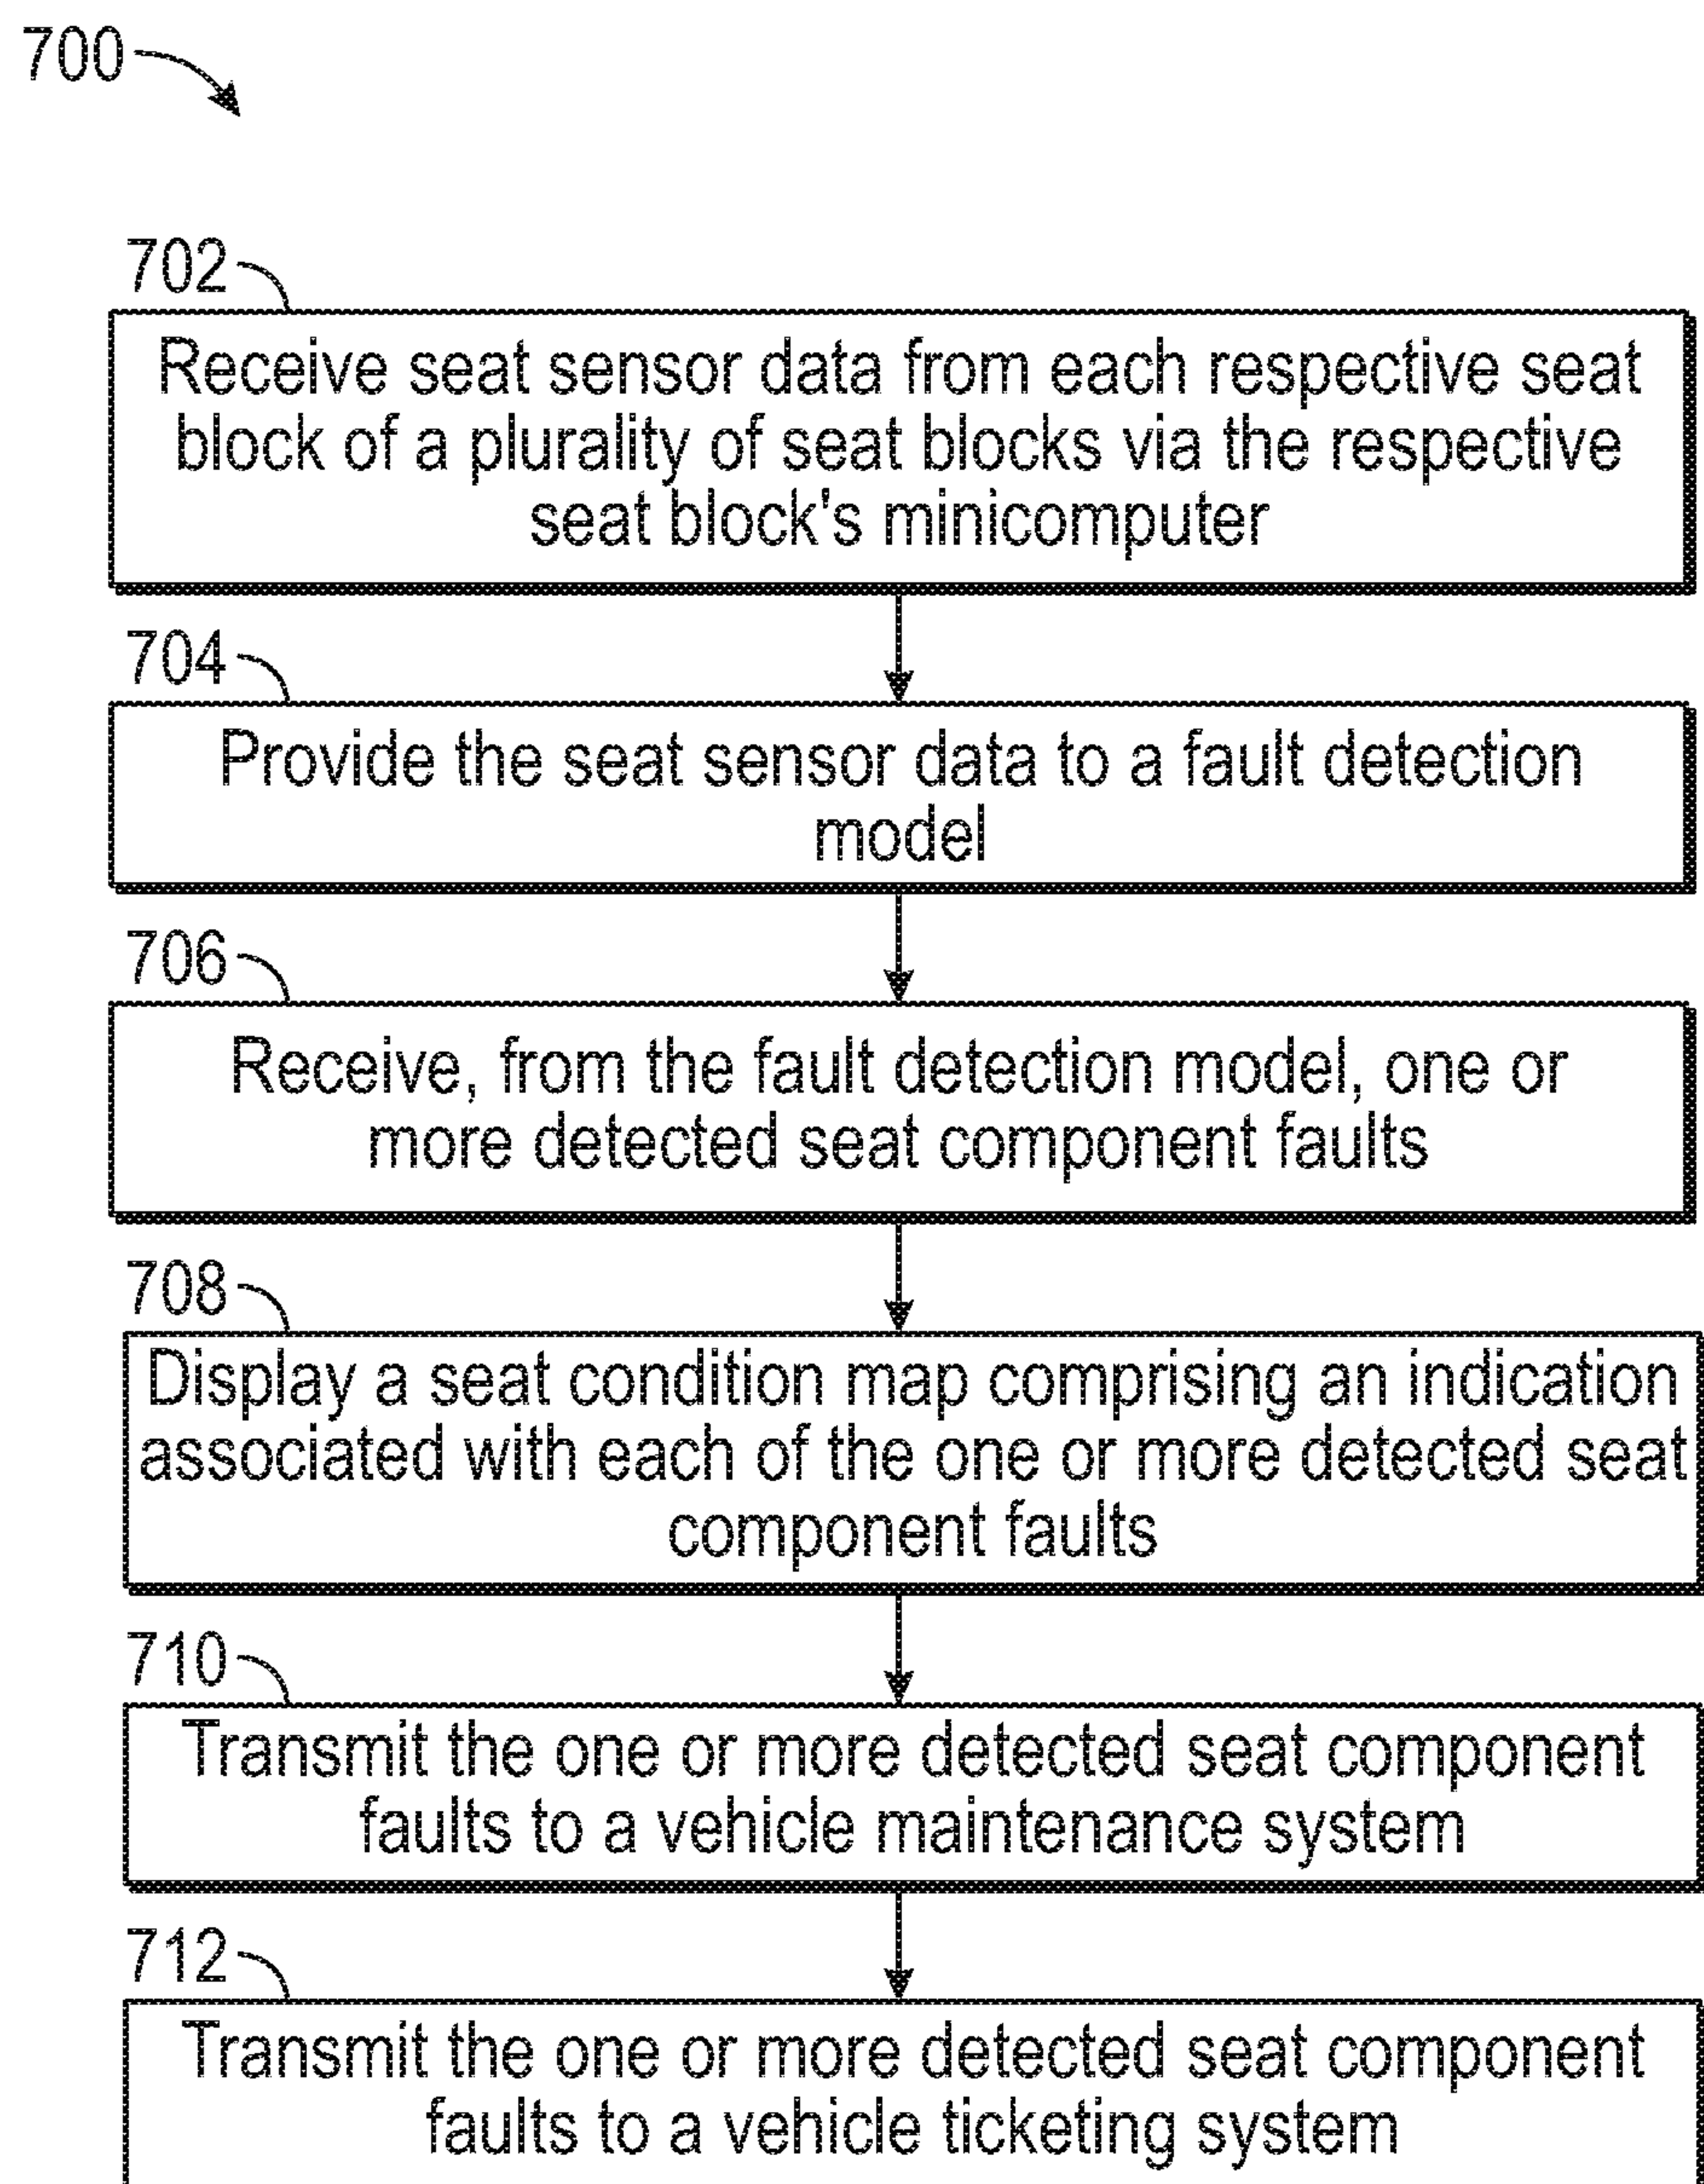 700
702
Receive seat sensor data from each respective seat
block of a plurality of seat blocks via the respective
seat block's minicomputer
704
Provide the seat sensor data to a fault detection
model
706
Receive, from the fault detection model, one or
more detected seat component faults
708
Display a seat condition map comprising an indication
associated with each of the one or more detected seat
component faults
710
Transmit the one or more detected seat component
faults to a vehicle maintenance system
712
Transmit the one or more detected seat component
faults to a vehicle ticketing system